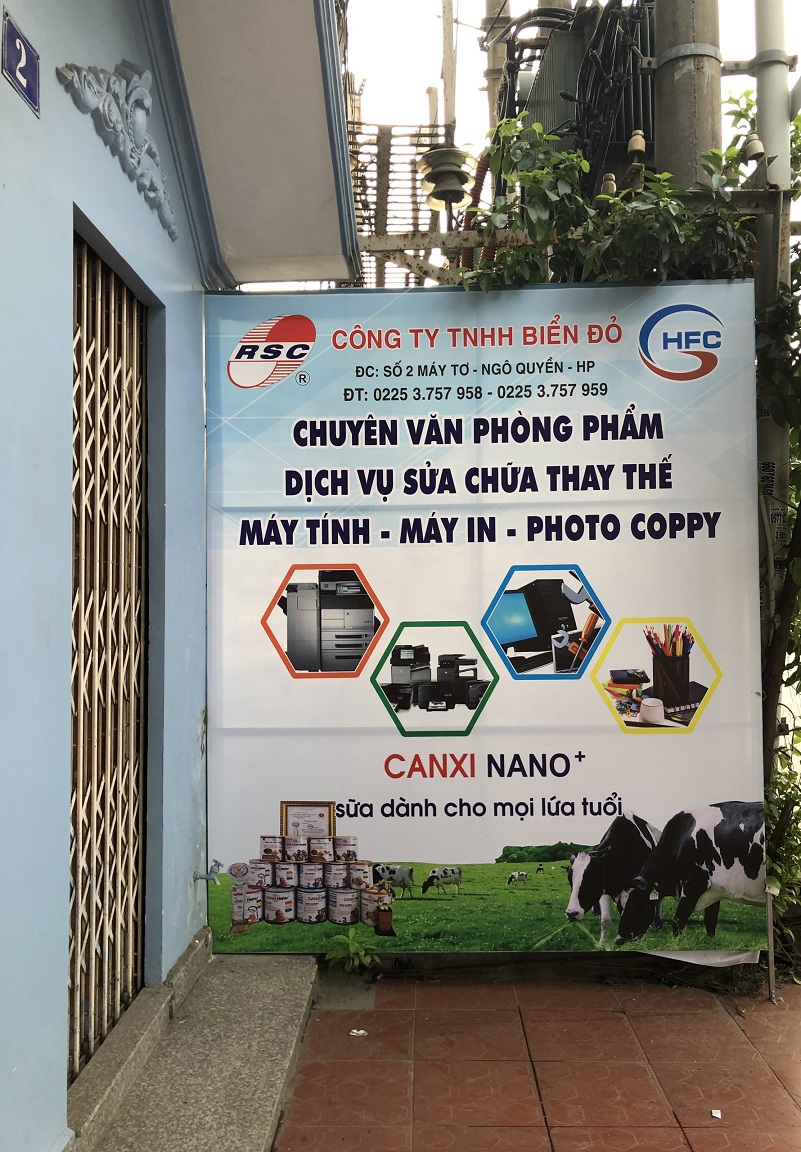 2
RSC
®
CÔNG TY TNHH BIỂN ĐỎ
HFC
ĐC: SỐ 2 MÁY TƠ - NGÔ QUYỀN - HP
ĐT: 0225 3.757 958 - 0225 3.757 959
CHUYÊN VĂN PHÒNG PHẨM
DỊCH VỤ SỬA CHỮA THAY THẾ
MÁY TÍNH - MÁY IN - PHOTO COPPY
CANXI NANO+
sữa dành cho mọi lứa tuổi